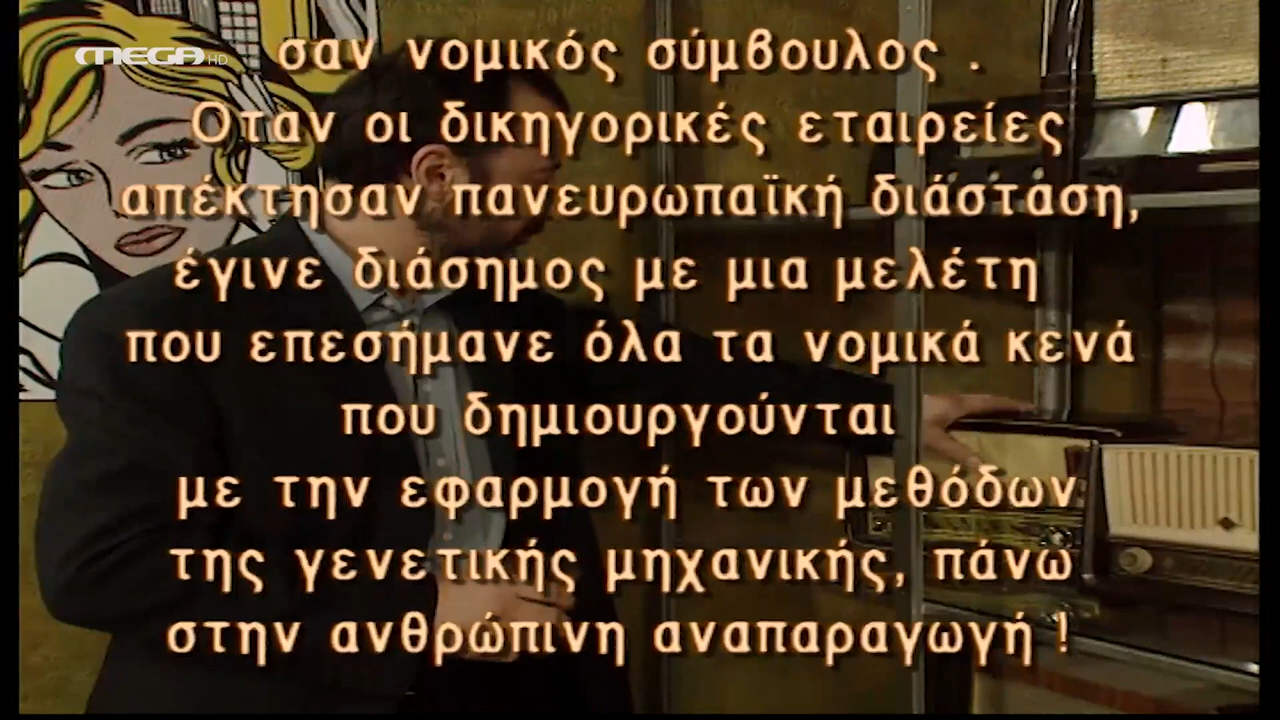 MEGA HD
σαν νομικός σύμβουλος .
Οταν οι δικηγορικές εταιρείες
απέκτησαν πανευρωπαϊκή διάσταση,
έγινε διάσημος με μια μελέτη
που επεσήμανε όλα τα νομικά κενά
που δημιουργούνται
με την εφαρμογή των μεθόδων
της γενετικής μηχανικής, πάνω
στην ανθρώπινη αναπαραγωγή !